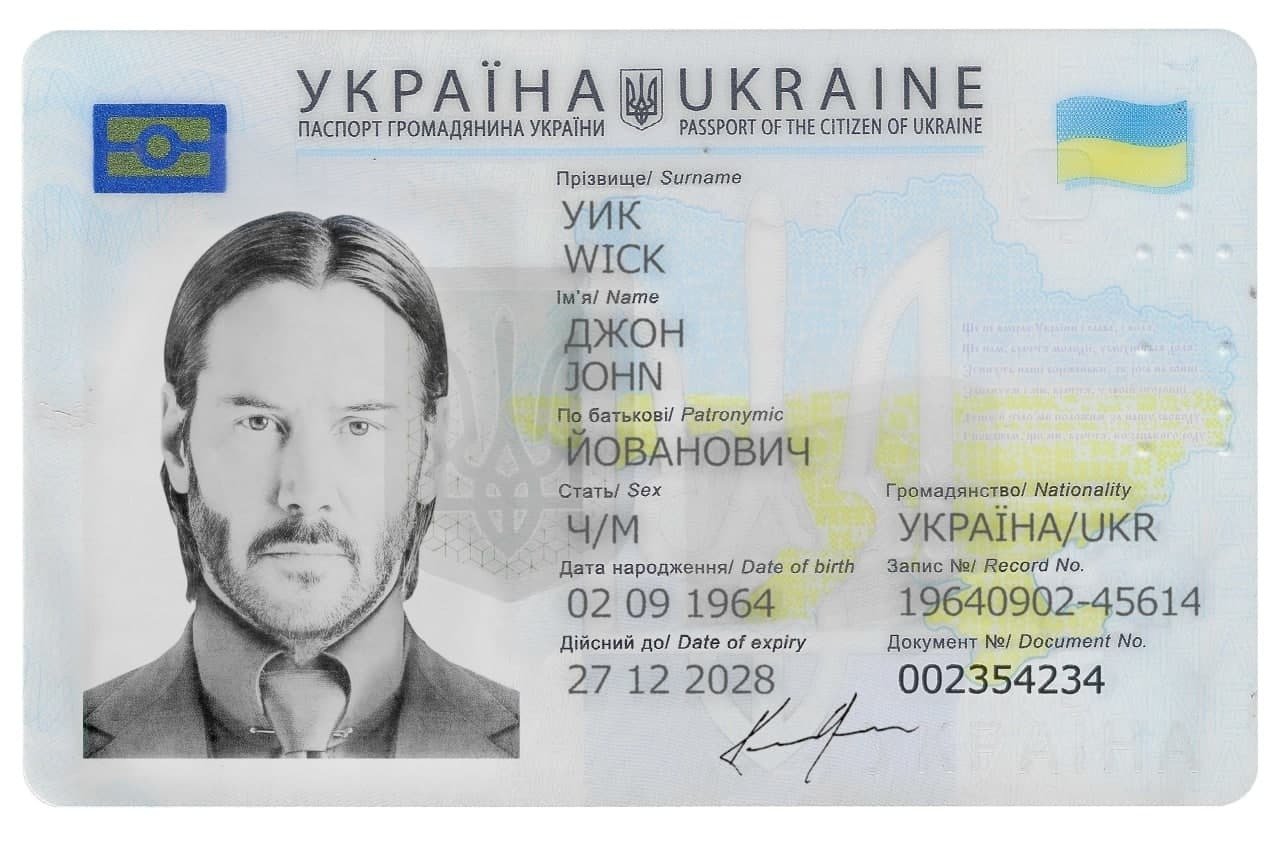 УКРАЇНА UKRAINE
ПАСПОРТ ГРОМАДЯНИНА УКРАЇНИ PASSPORT OF THE CITIZEN OF UKRAINE
Прізвище/ Surname
УИК
WICK
Ім'я/ Name
ДЖОН
JOHN
По батькові/ Patronymic
ЙОВАНОВИЧ
Стать/ Sex Громадянство/ Nationality
Ч/М УКРАЇНА/UKR
Дата народження/ Date of birth Запис №/ Record No.
02 09 1964 19640902-45614
Дійсний до/ Date of expiry Документ №/ Document No.
27 12 2028 002354234